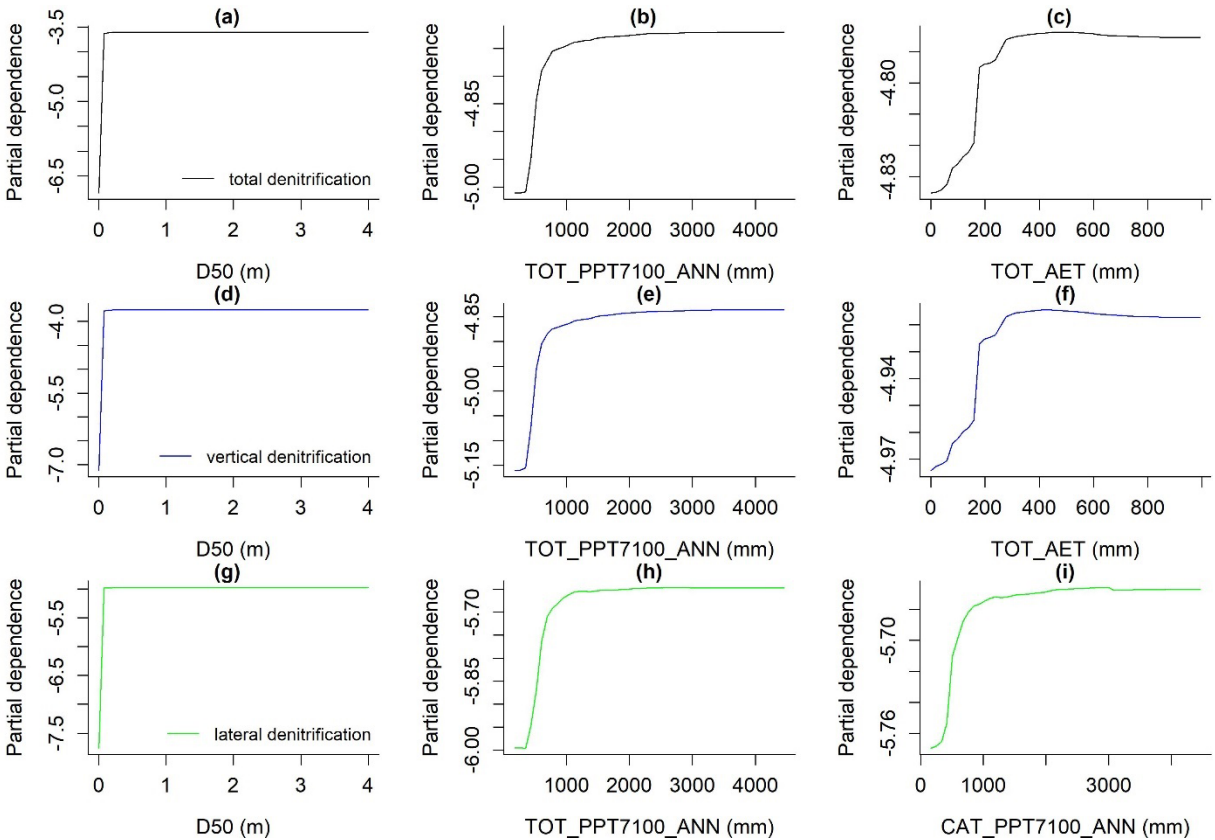 (a) (b) (c)
Partial dependence
-3.5
-5.0
-6.5
total denitrification
0 1 2 3 4
D50 (m)
Partial dependence
-4.85
-5.00
1000 2000 3000 4000
TOT_PPT7100_ANN (mm)
Partial dependence
-4.80
-4.83
0 200 400 600 800
TOT_AET (mm)
(d) (e) (f)
Partial dependence
-4.0
-5.5
-7.0
vertical denitrification
0 1 2 3 4
D50 (m)
Partial dependence
-4.85
-5.00
-5.15
1000 2000 3000 4000
TOT_PPT7100_ANN (mm)
Partial dependence
-4.94
-4.97
0 200 400 600 800
TOT_AET (mm)
(g) (h) (i)
Partial dependence
-5.5
-6.5
-7.5
lateral denitrification
0 1 2 3 4
D50 (m)
Partial dependence
-5.70
-5.85
-6.00
1000 2000 3000 4000
TOT_PPT7100_ANN (mm)
Partial dependence
-5.70
-5.76
0 1000 3000
CAT_PPT7100_ANN (mm)